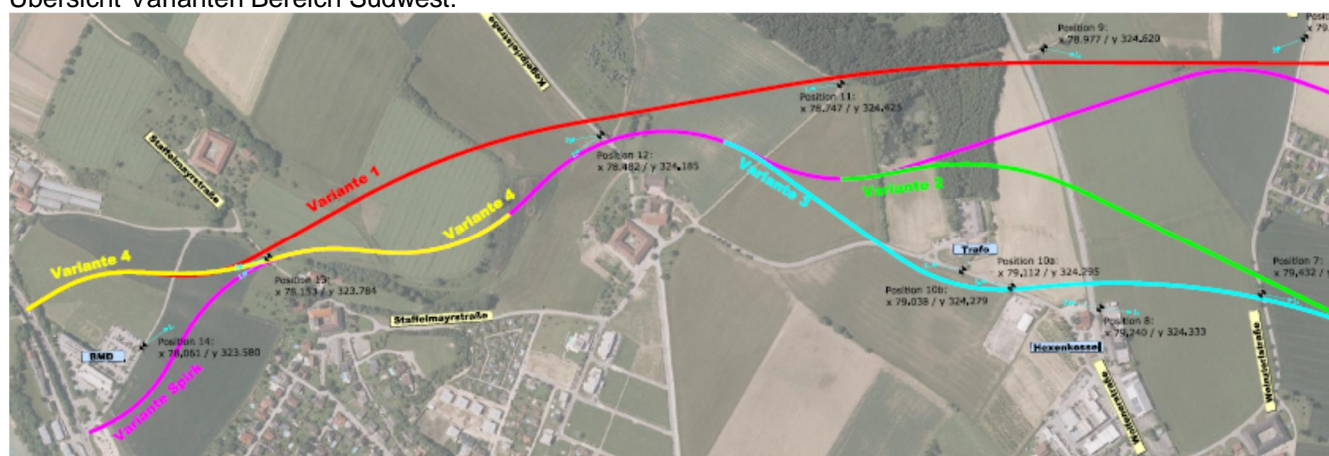 Übersicht Varianten Bereich Südwest:
Kogelprielstraße
Position 9:
x 78.977 / y 324.620
Position 11:
x 78.747 / y 324.425
Staffelmayrstraße
Position 12:
x 78.482 / y 324.185
Variante 1
Variante 3
Variante 2
Variante 4
Variante 4
Trafo
Position 10a:
x 79.112 / y 324.295
Position 7:
x 79.432 / y
Position 13:
x 78.153 / y 323.784
Position 10b:
x 79.038 / y 324.279
Staffelmayrstraße
Position 8:
x 79.240 / y 324.333
Position 14:
x 78.061 / y 323.580
BMD
Hexenkessel
Variante Spirk
Wolfernstraße